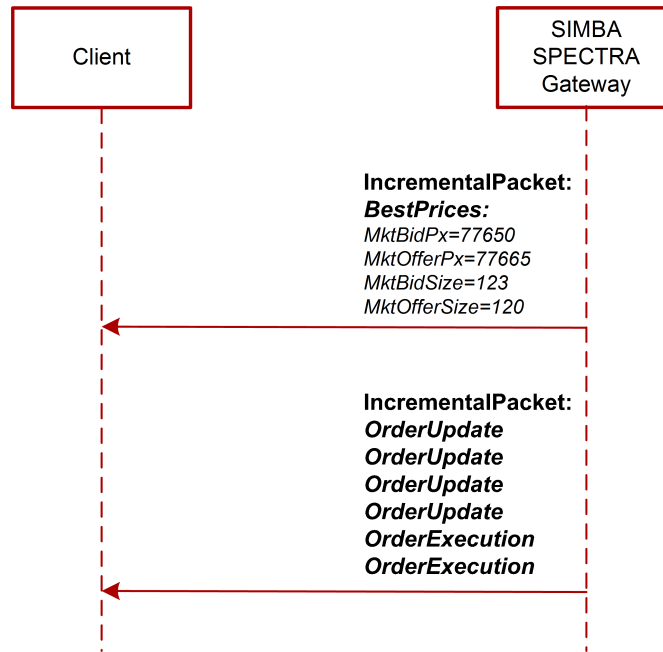 Client
SIMBA
SPECTRA
Gateway
IncrementalPacket:
BestPrices:
MktBidPx=77650
MktOfferPx=77665
MktBidSize=123
MktOfferSize=120
IncrementalPacket:
OrderUpdate
OrderUpdate
OrderUpdate
OrderUpdate
OrderExecution
OrderExecution